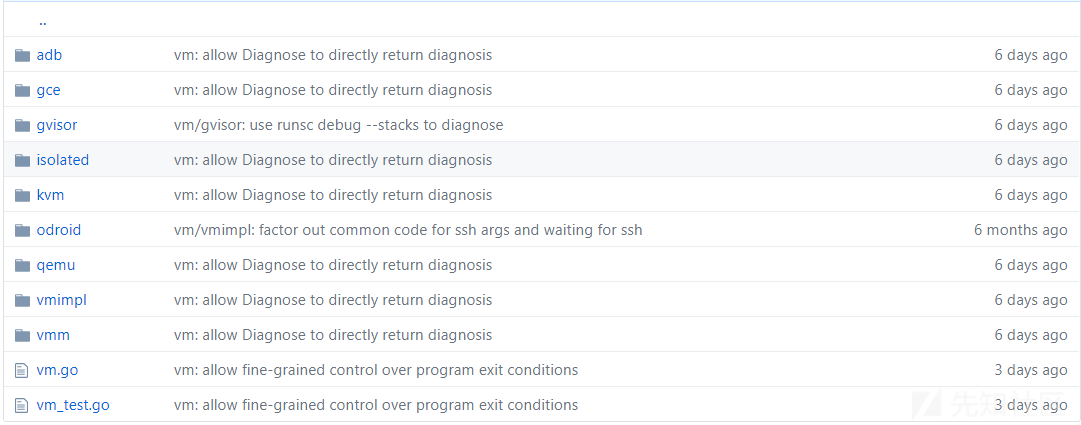 ..
adb vm: allow Diagnose to directly return diagnosis 6 days ago
gce vm: allow Diagnose to directly return diagnosis 6 days ago
gvisor vm/gvisor: use runsc debug --stacks to diagnose 6 days ago
isolated vm: allow Diagnose to directly return diagnosis 6 days ago
kvm vm: allow Diagnose to directly return diagnosis 6 days ago
odroid vm/vmimpl: factor out common code for ssh args and waiting for ssh 6 months ago
qemu vm: allow Diagnose to directly return diagnosis 6 days ago
vmimpl vm: allow Diagnose to directly return diagnosis 6 days ago
vmm vm: allow Diagnose to directly return diagnosis 6 days ago
vm.go vm: allow fine-grained control over program exit conditions 3 days ago
vm_test.go vm: allow fine-grained control over program exit conditions 3 days ago
先知社区